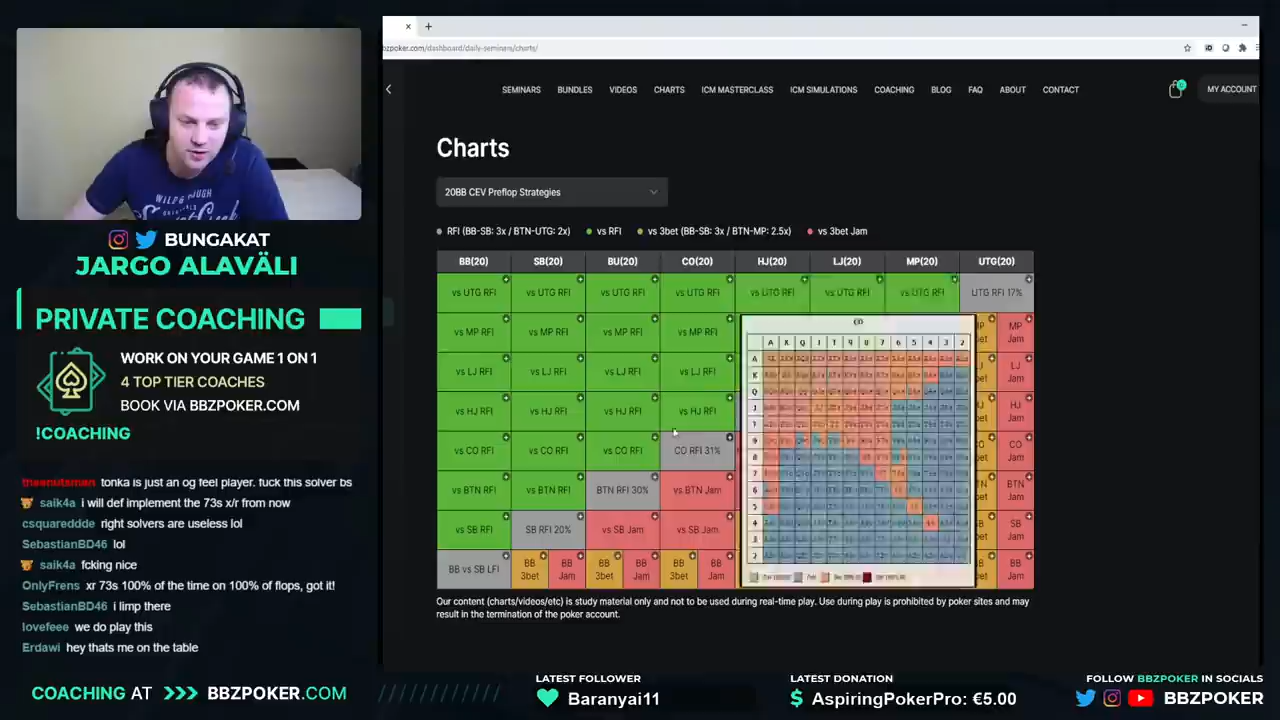 bzpoker.com/dashboard/daily-seminars/charts/
SEMINARS BUNDLES VIDEOS CHARTS ICM MASTERCLASS ICM SIMULATIONS COACHING BLOG FAQ ABOUT CONTACT MY ACCOUNT
Charts
20BB CEV Preflop Strategies
RFI (BB-SB: 3x / BTN-UTG: 2x) vs RFI vs 3bet (BB-SB: 3x / BTN-MP: 2.5x) vs 3bet Jam
BB(20) SB(20) BU(20) CO(20) HJ(20) LJ(20) MP(20) UTG(20)
vs UTG RFI vs UTG RFI vs UTG RFI vs UTG RFI vs UTG RFI vs UTG RFI vs UTG RFI UTG RFI 17%
vs MP RFI vs MP RFI vs MP RFI vs MP RFI MP Jam
vs LJ RFI vs LJ RFI vs LJ RFI vs LJ RFI LJ Jam
vs HJ RFI vs HJ RFI vs HJ RFI vs HJ RFI HJ Jam
vs CO RFI vs CO RFI vs CO RFI CO RFI 31% CO Jam
vs BTN RFI vs BTN RFI BTN RFI 30% vs BTN Jam BTN Jam
vs SB RFI SB RFI 20% vs SB Jam vs SB Jam SB Jam
BB vs SB LFI BB 3bet BB Jam BB 3bet BB Jam BB 3bet BB Jam BB Jam
Our content (charts/videos/etc) is study material only and not to be used during real-time play. Use during play is prohibited by poker sites and may
result in the termination of the poker account.
BUNGAKAT
JARGO ALAVÄLI
PRIVATE COACHING
WORK ON YOUR GAME 1 ON 1
4 TOP TIER COACHES
BOOK VIA BBZPOKER.COM
!COACHING
tonka is just an og feel player. fuck this solver bs
saik4a i will def implement the 73s x/r from now
csquareddde right solvers are useless lol
SebastianBD46 lol
saik4a fcking nice
OnlyFrens xr 73s 100% of the time on 100% of flops, got it!
SebastianBD46 i limp there
lovefeee we do play this
Erdawi hey thats me on the table
COACHING AT >>> BBZPOKER.COM
LATEST FOLLOWER
Baranyai11
LATEST DONATION
AspiringPokerPro: €5.00
FOLLOW BBZPOKER IN SOCIALS
BBZPOKER